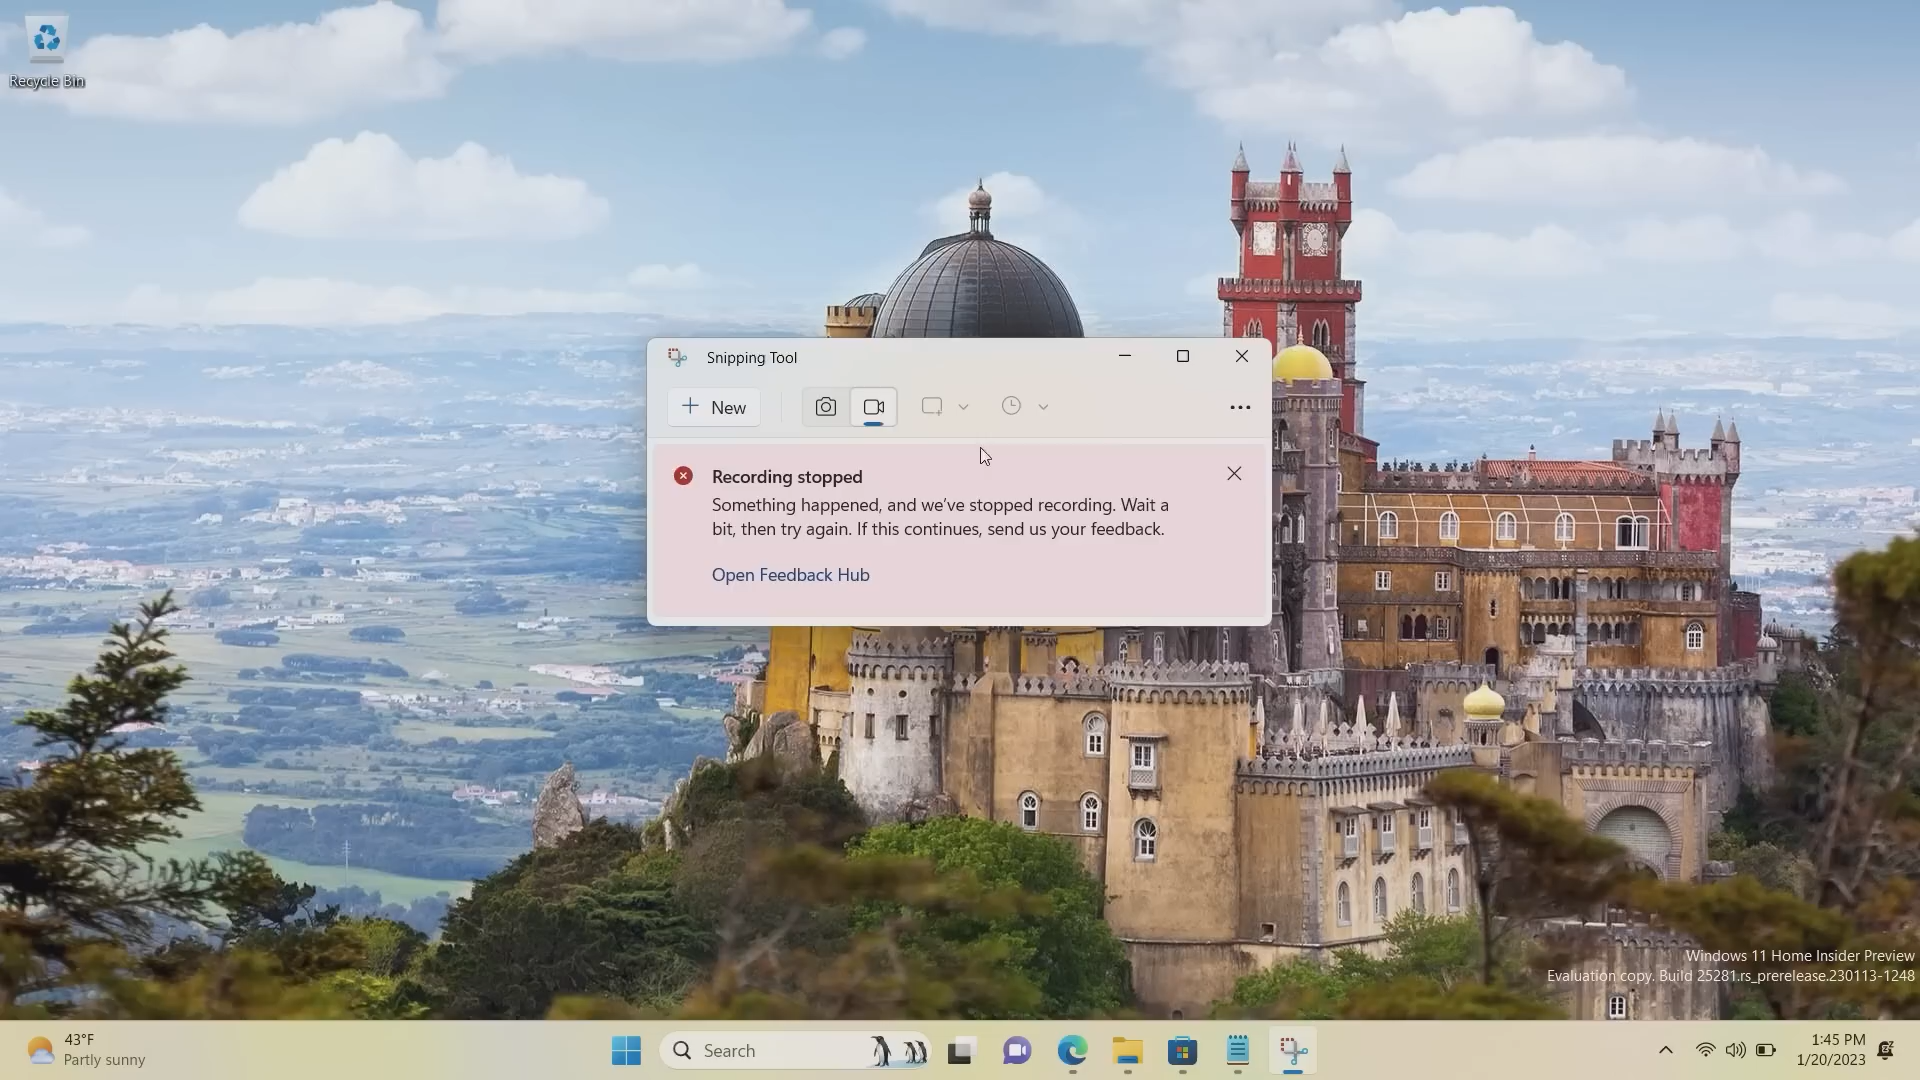 Recycle Bin
Snipping Tool
New
Recording stopped
Something happened, and we've stopped recording. Wait a
bit, then try again. If this continues, send us your feedback.
Open Feedback Hub
Windows 11 Home Insider Preview
Evaluation copy. Build 25281.rs_prerelease.230113-1248
43°F
Partly sunny
Search
1:45 PM
1/20/2023